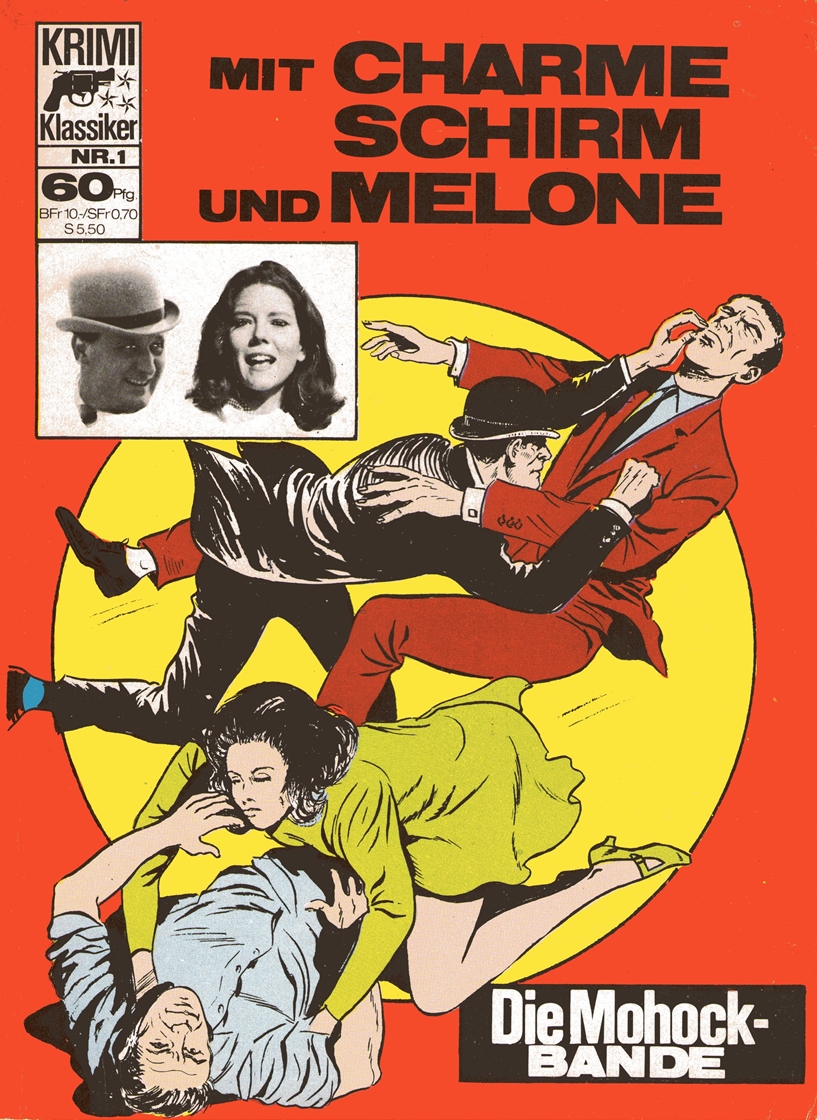 KRIMI
Klassiker
NR.1
60 Pfg.
BFr 10.-/SFr 0,70
S 5,50
MIT CHARME
SCHIRM
UND MELONE
Die Mohock-
BANDE